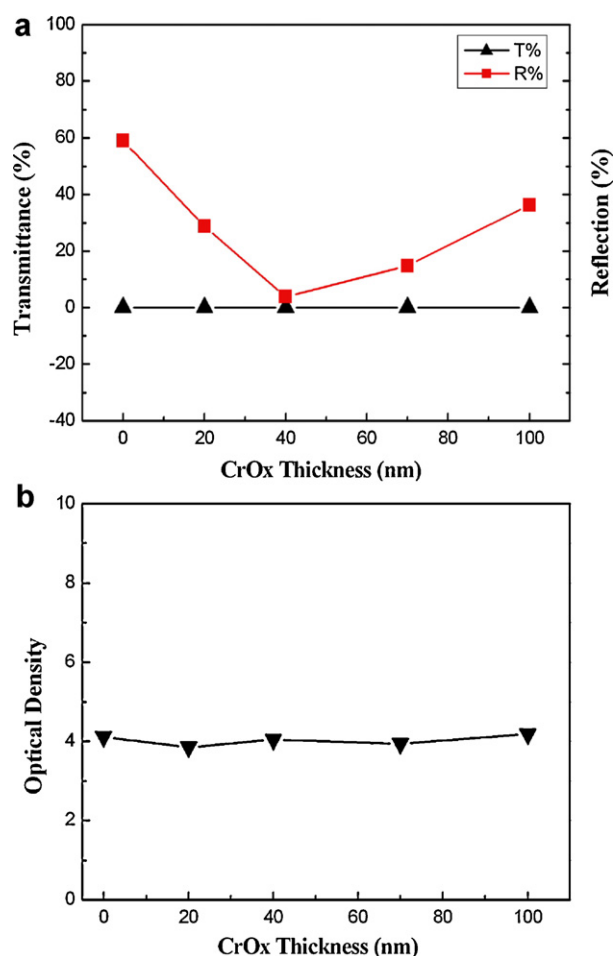 a
100
80
60
40
20
0
-20
-40
Transmittance (%)
T%
R%
Reflection (%)
0 20 40 60 80 100
CrOx Thickness (nm)
b
10
8
6
4
2
0
Optical Density
0 20 40 60 80 100
CrOx Thickness (nm)